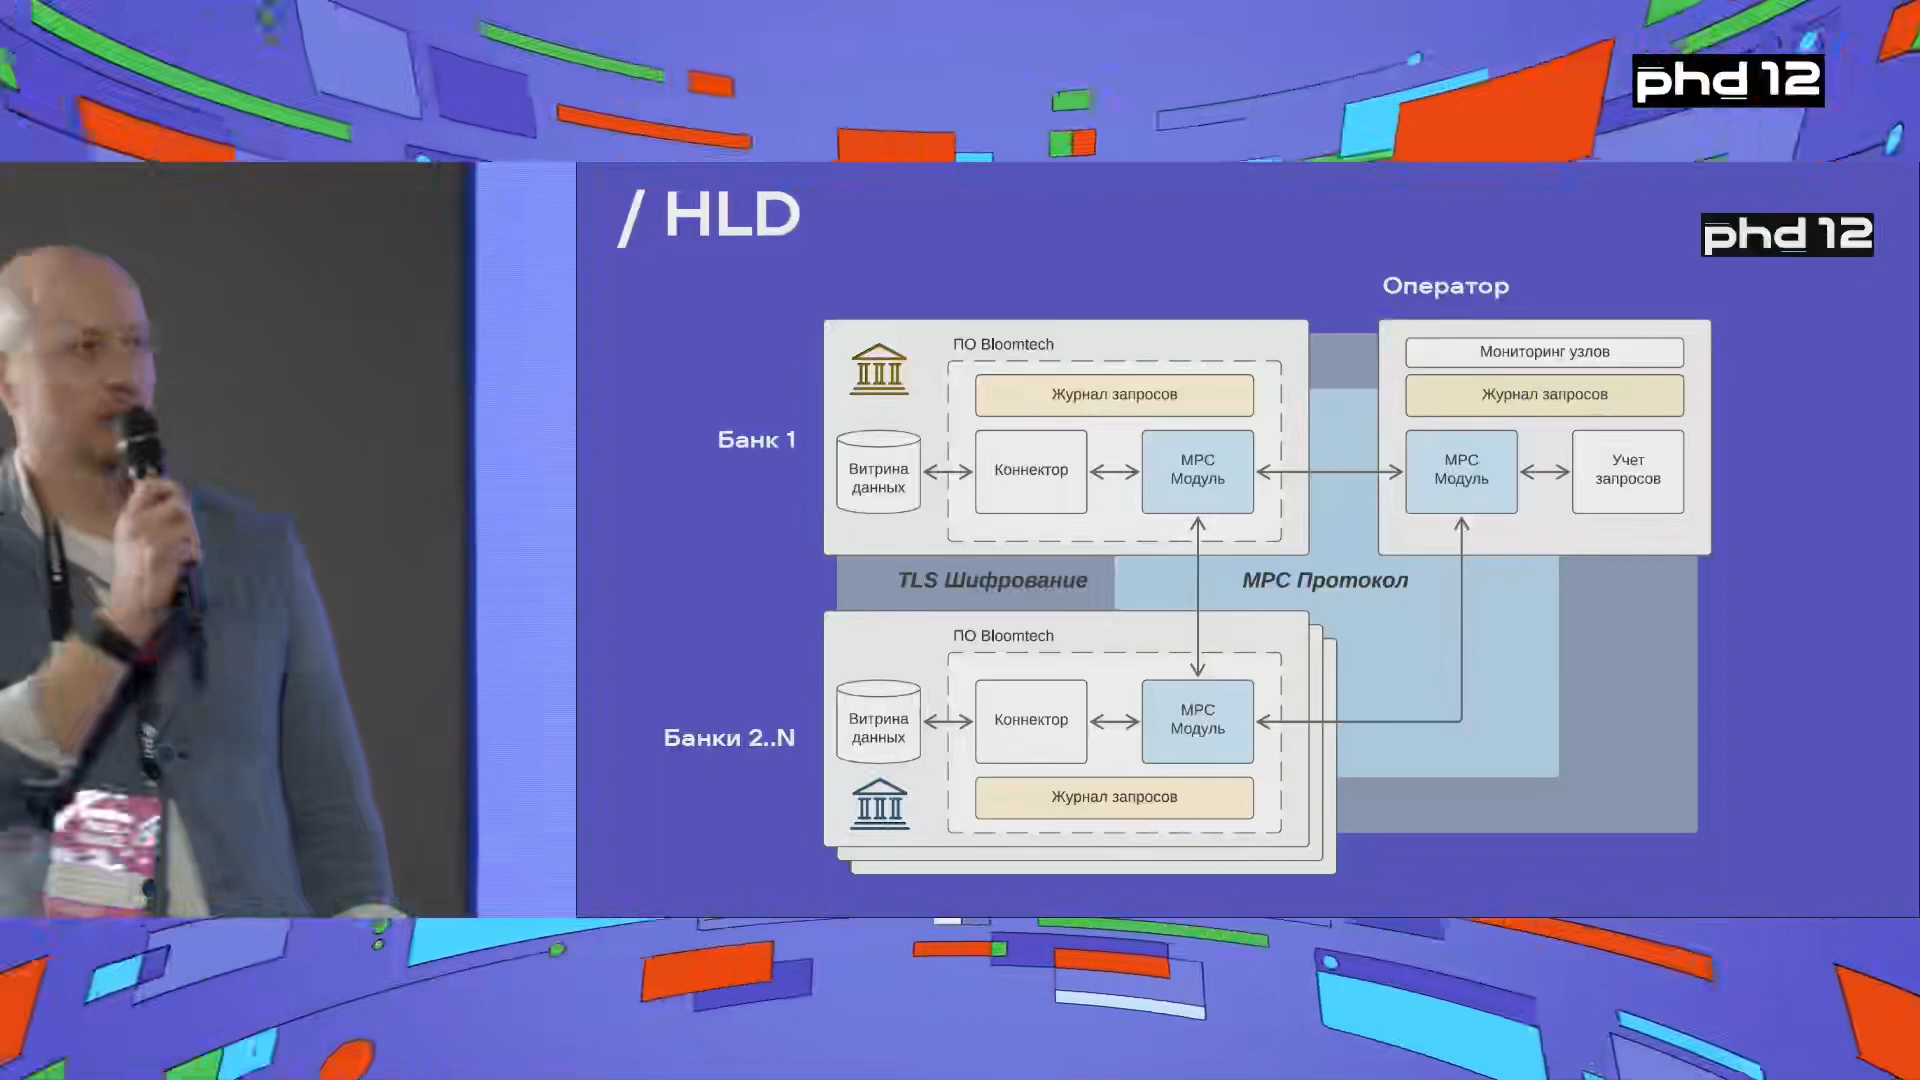 phd 12
/ HLD
phd 12
Оператор
Банк 1
ПО Bloomtech
Журнал запросов
Витрина
данных
Коннектор
MPC
Модуль
Мониторинг узлов
Журнал запросов
MPC
Модуль
Учет
запросов
TLS Шифрование
MPC Протокол
Банки 2..N
ПО Bloomtech
Витрина
данных
Коннектор
MPC
Модуль
Журнал запросов